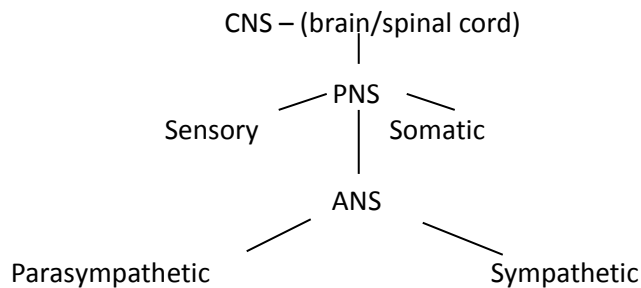 CNS – (brain/spinal cord)
PNS
Sensory Somatic
ANS
Parasympathetic Sympathetic